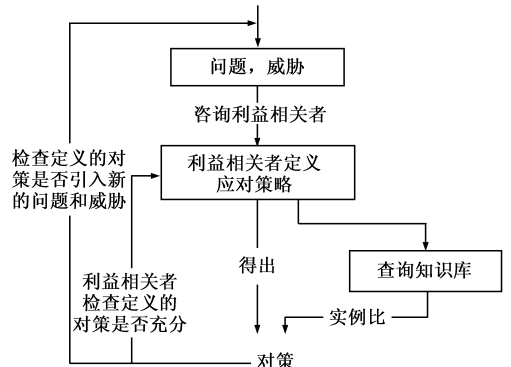 问题，威胁
咨询利益相关者
检查定义的对
策是否引入新
的问题和威胁
利益相关者定义
应对策略
得出
查询知识库
利益相关者
检查定义的
对策是否充分
实例比
对策